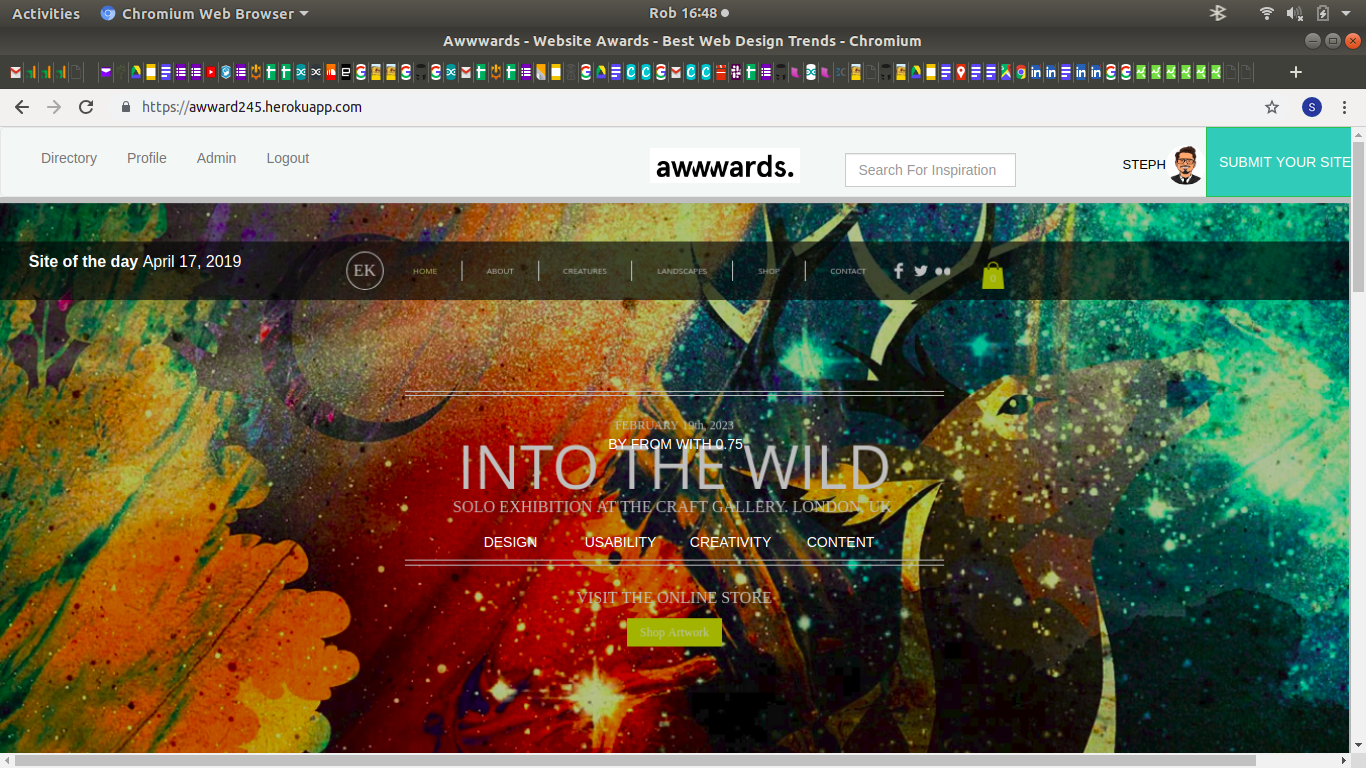 Activities
Chromium Web Browser
Rob 16:48
Awwwards - Website Awards - Best Web Design Trends - Chromium
https://awward245.herokuapp.com
S
Directory
Profile
Admin
Logout
awwwards.
Search For Inspiration
STEPH
SUBMIT YOUR SITE
Site of the day April 17, 2019
EK
HOME
ABOUT
CREATURES
LANDSCAPES
SHOP
CONTACT
FEBRUARY 19th, 2023
BY FROM WITH 0.75
INTO THE WILD
SOLO EXHIBITION AT THE CRAFT GALLERY. LONDON, UK
DESIGN
USABILITY
CREATIVITY
CONTENT
VISIT THE ONLINE STORE
Shop Artwork